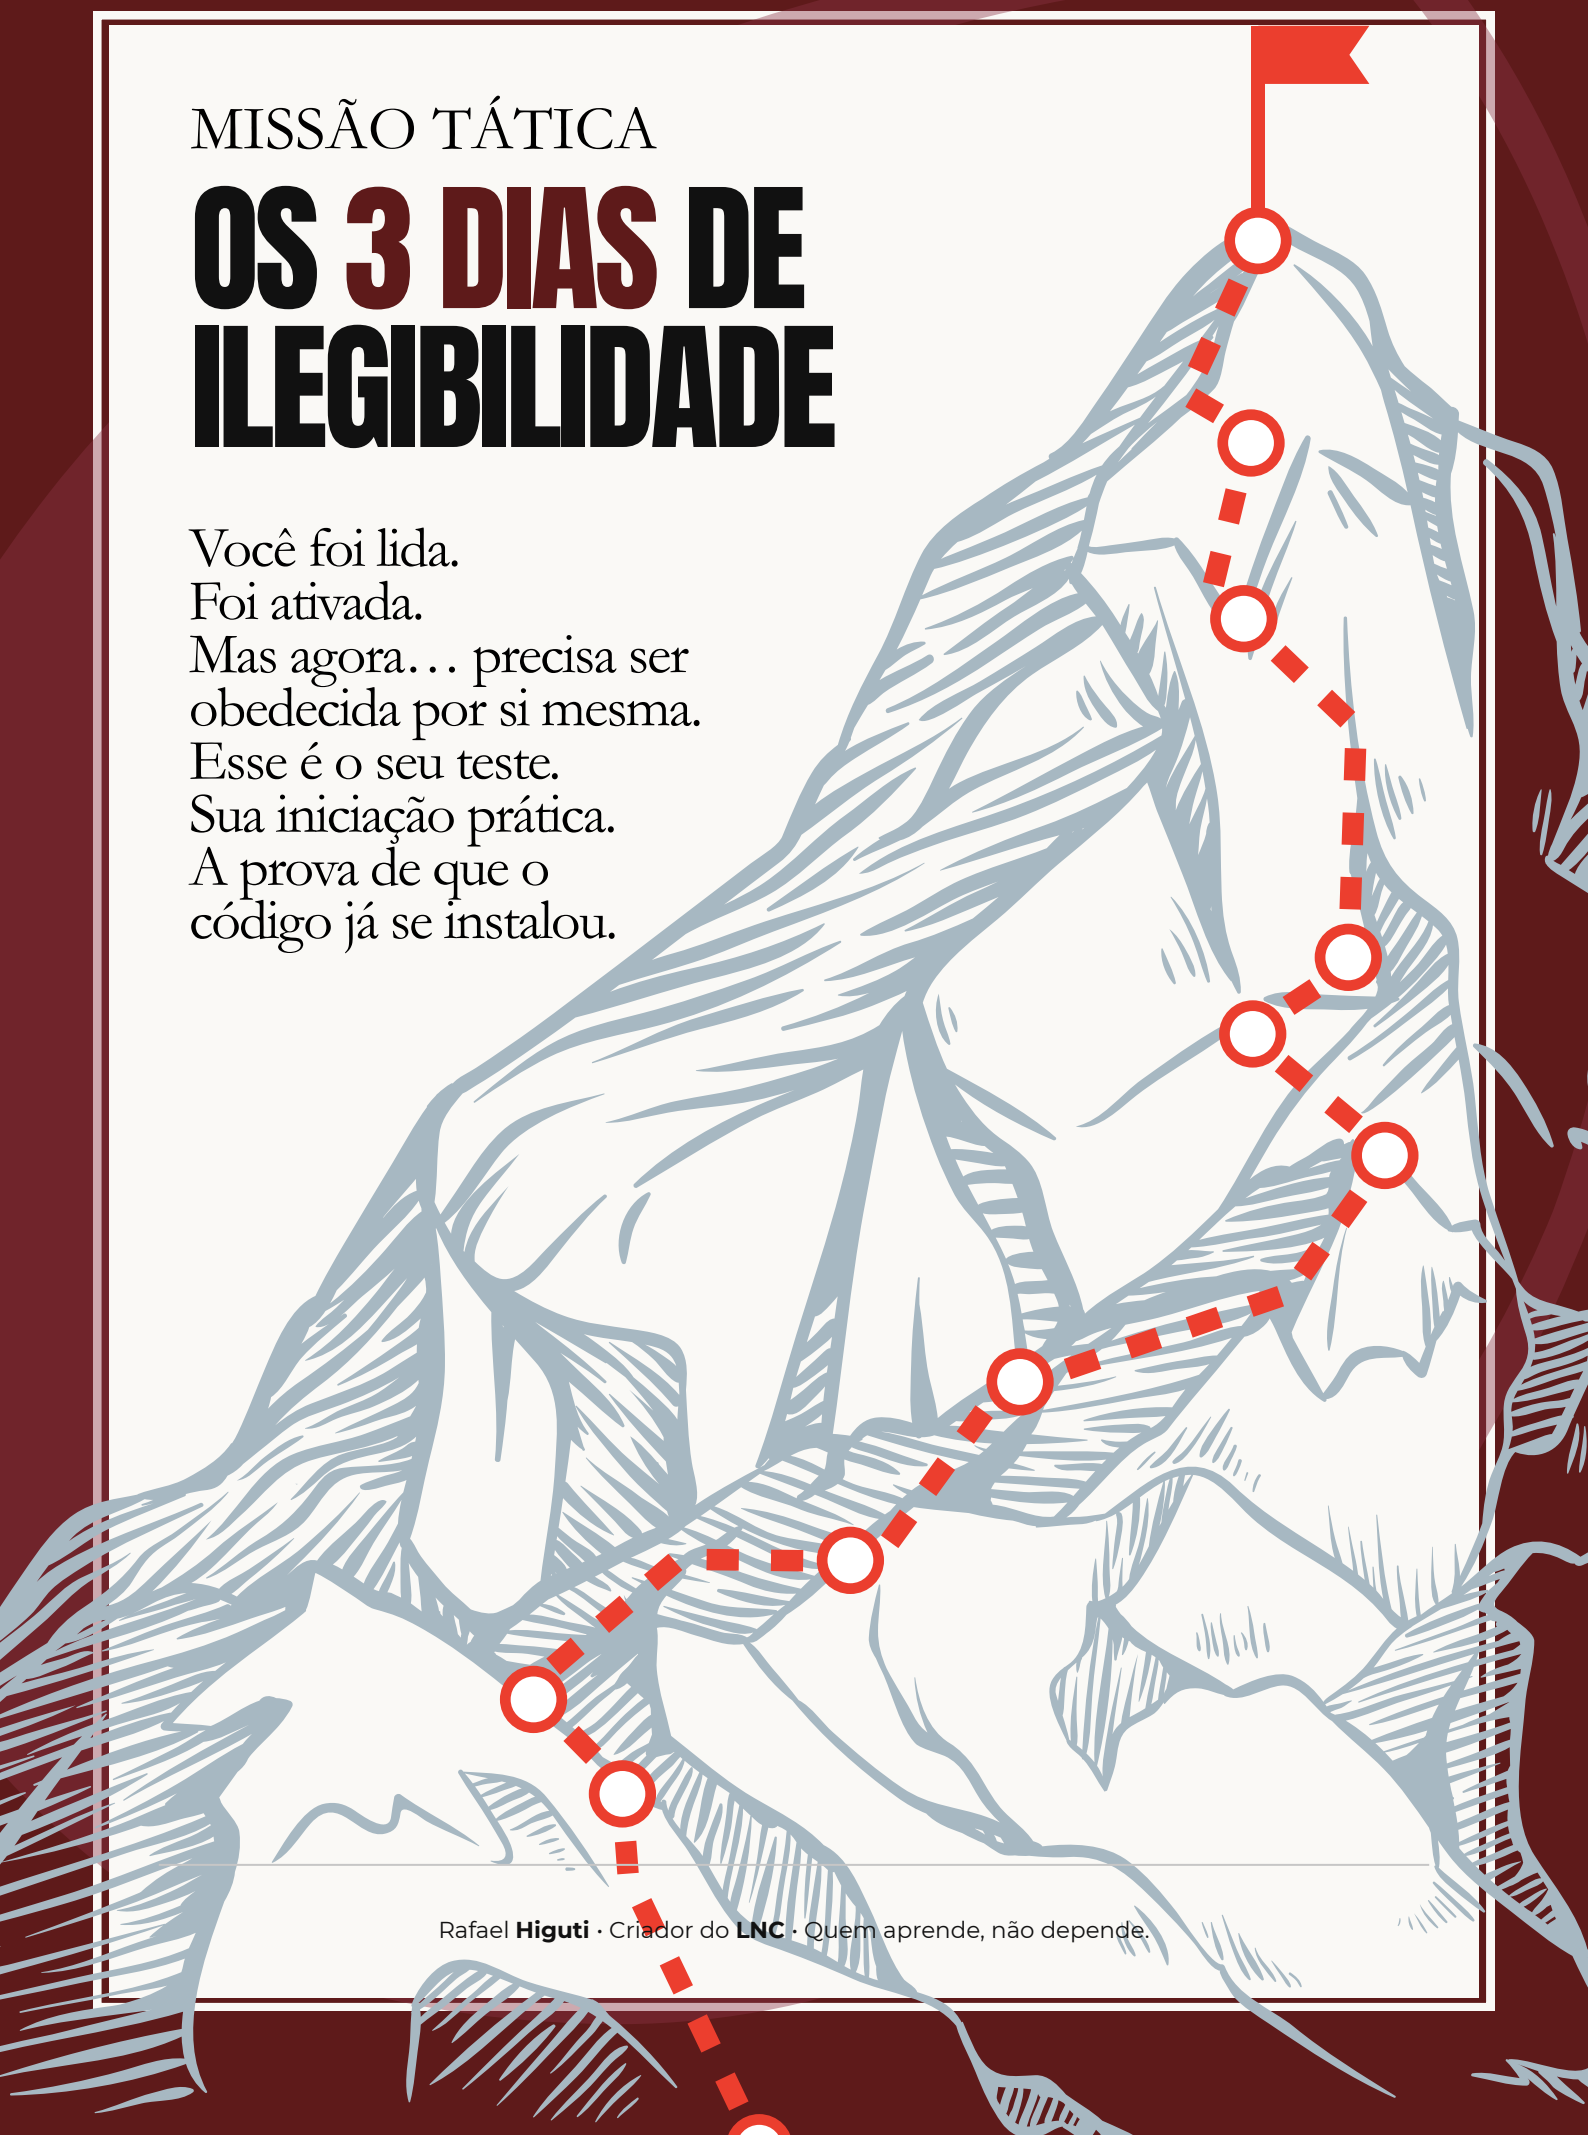 MISSÃO TÁTICA
OS 3 DIAS DE
ILEGIBILIDADE
Você foi lida.
Foi ativada.
Mas agora… precisa ser
obedecida por si mesma.
Esse é o seu teste.
Sua iniciação prática.
A prova de que o
código já se instalou.
Rafael Higuti · Criador do LNC · Quem aprende, não depende.